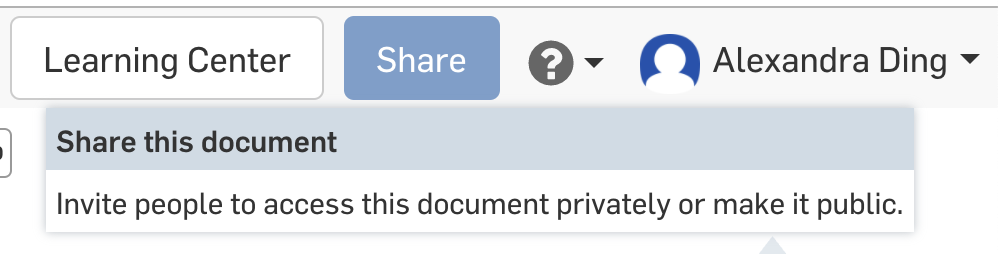 Learning Center
Share
?
Alexandra Ding
Share this document
Invite people to access this document privately or make it public.